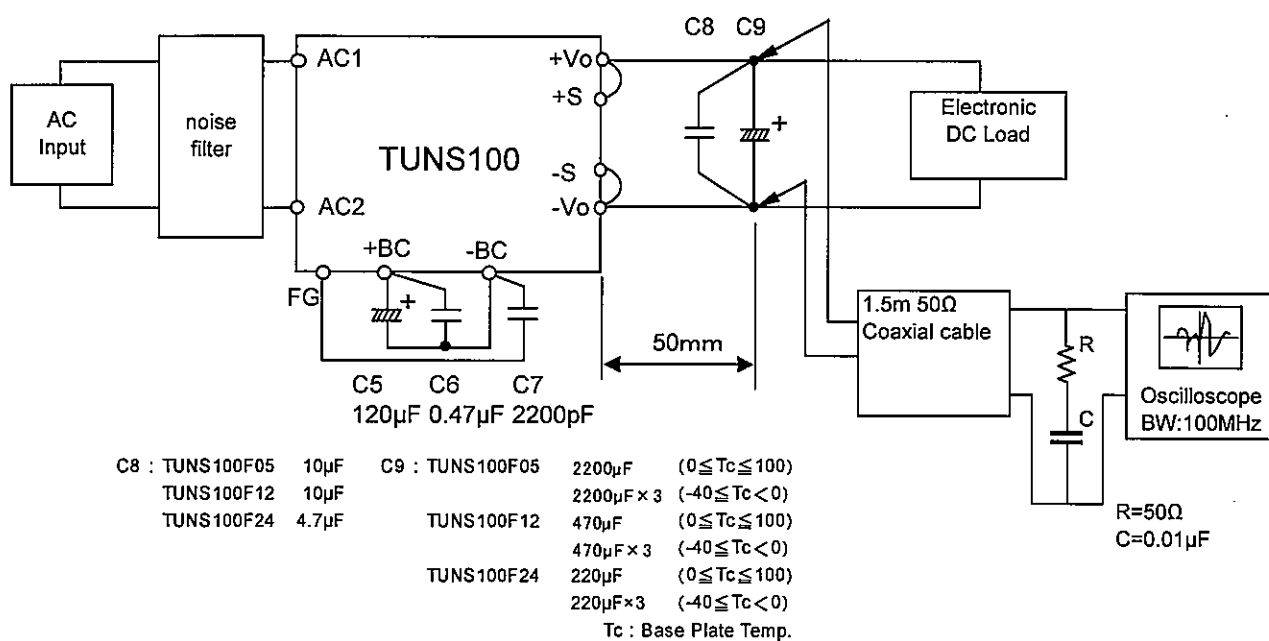 C8 C9
AC1
+Vo
+S
AC
Input
noise
filter
TUNS100
Electronic
DC Load
-S
-Vo
AC2
+BC -BC
FG
+
+
50mm
1.5m 50Ω
Coaxial cable
R
C
Oscilloscope
BW:100MHz
C5 C6 C7
120µF 0.47µF 2200pF
R=50Ω
C=0.01µF
C8 : TUNS100F05 10µF C9 : TUNS100F05 2200µF (0≦Tc≦100)
TUNS100F12 10µF 2200µF×3 (-40≦Tc<0)
TUNS100F24 4.7µF TUNS100F12 470µF (0≦Tc≦100)
470µF×3 (-40≦Tc<0)
TUNS100F24 220µF (0≦Tc≦100)
220µF×3 (-40≦Tc<0)
Tc : Base Plate Temp.